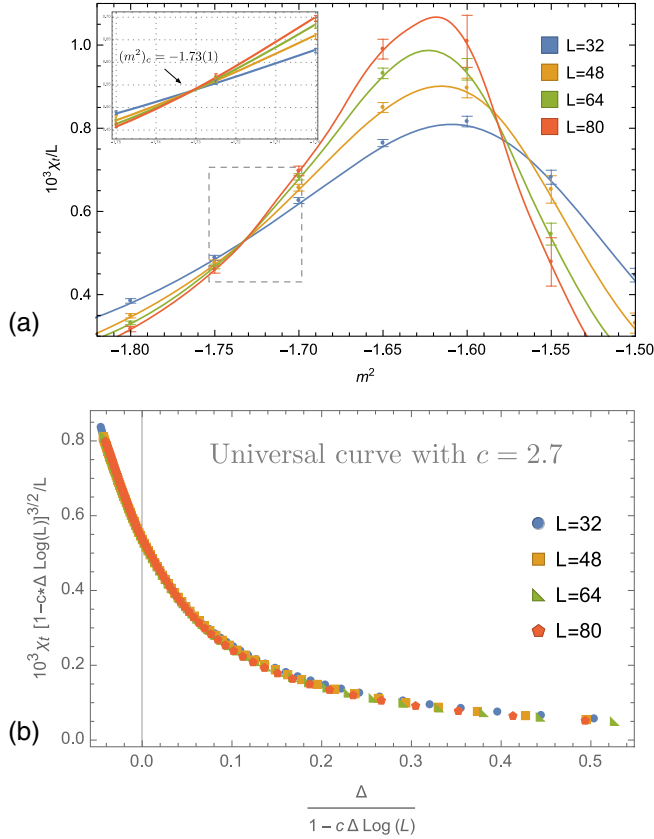 (m²)c = −1.73(1)
L=32
L=48
L=64
L=80
10³χt/L
1.0
0.8
0.6
0.4
−1.80
−1.75
−1.70
−1.65
−1.60
−1.55
−1.50
m²
(a)
Universal curve with c = 2.7
L=32
L=48
L=64
L=80
10³χt [1−c*Δ Log(L)]^3/2/L
0.8
0.6
0.4
0.2
0.0
0.0
0.1
0.2
0.3
0.4
0.5
(b)
Δ
1 − c Δ Log (L)